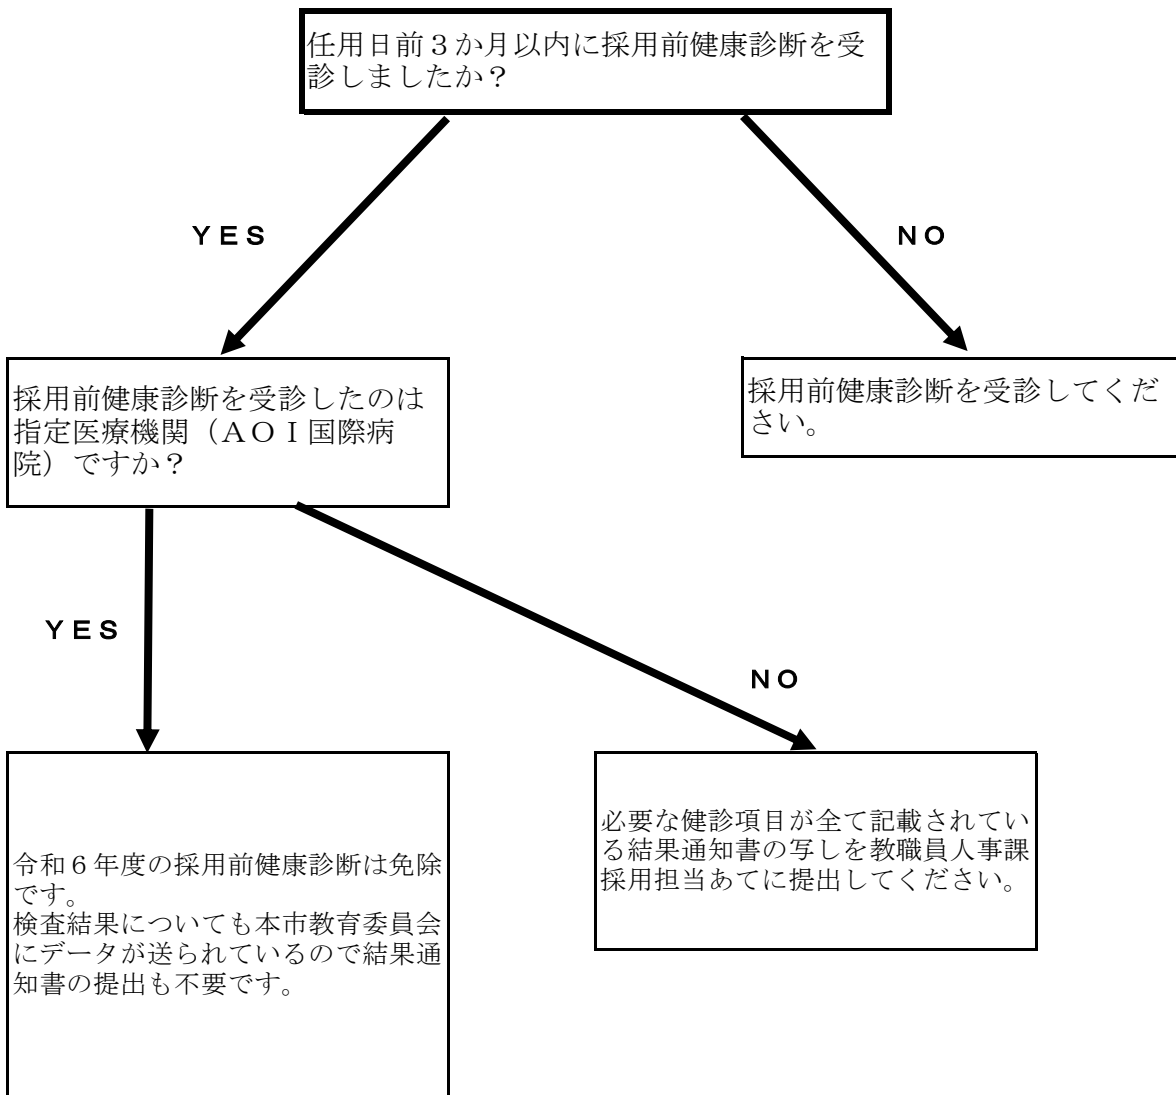 任用日前３か月以内に採用前健康診断を受
診しましたか？
ＹＥＳ
ＮＯ
採用前健康診断を受診したのは
指定医療機関（ＡＯＩ国際病
院）ですか？
採用前健康診断を受診してくだ
さい。
ＹＥＳ
ＮＯ
令和６年度の採用前健康診断は免除
です。
検査結果についても本市教育委員会
にデータが送られているので結果通
知書の提出も不要です。
必要な健診項目が全て記載されてい
る結果通知書の写しを教職員人事課
採用担当あてに提出してください。